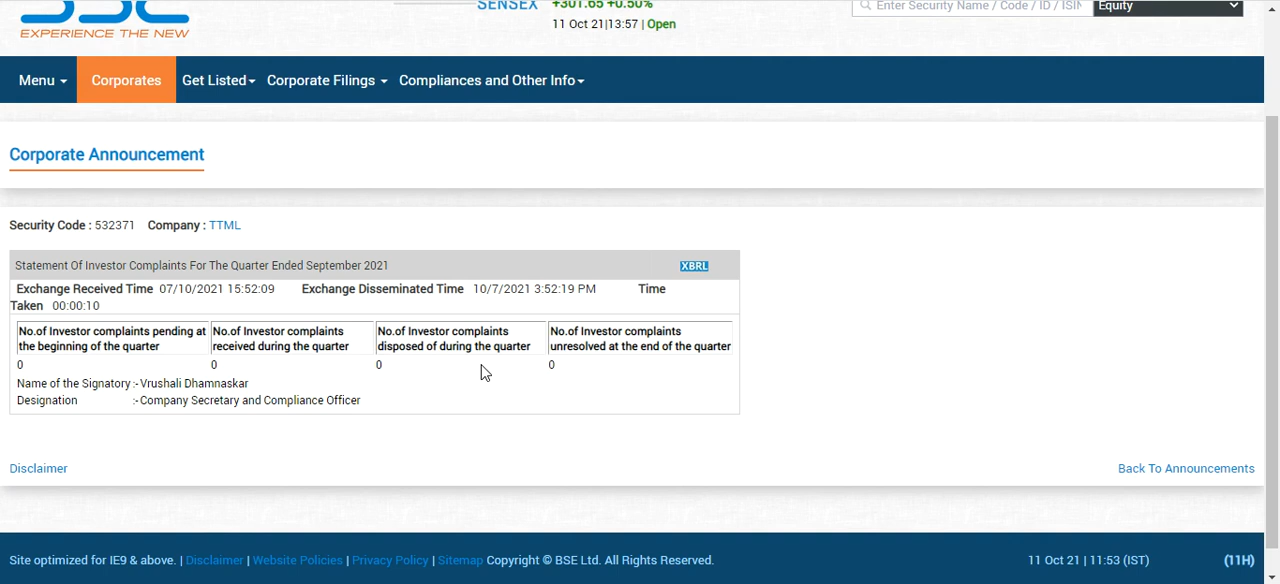 SENSEX +301.65 +0.50%
EXPERIENCE THE NEW
11 Oct 21|13:57 | Open
Enter Security Name / Code / ID / ISIN
Equity
Menu Corporates Get Listed Corporate Filings Compliances and Other Info
Corporate Announcement
Security Code : 532371 Company : TTML
Statement Of Investor Complaints For The Quarter Ended September 2021 XBRL
Exchange Received Time 07/10/2021 15:52:09 Exchange Disseminated Time 10/7/2021 3:52:19 PM Time
Taken 00:00:10
No.of Investor complaints pending at No.of Investor complaints No.of Investor complaints No.of Investor complaints
the beginning of the quarter received during the quarter disposed of during the quarter unresolved at the end of the quarter
0 0 0 0
Name of the Signatory :- Vrushali Dhamnaskar
Designation :- Company Secretary and Compliance Officer
Disclaimer Back To Announcements
Site optimized for IE9 & above. | Disclaimer | Website Policies | Privacy Policy | Sitemap Copyright © BSE Ltd. All Rights Reserved. 11 Oct 21 | 11:53 (IST) (11H)